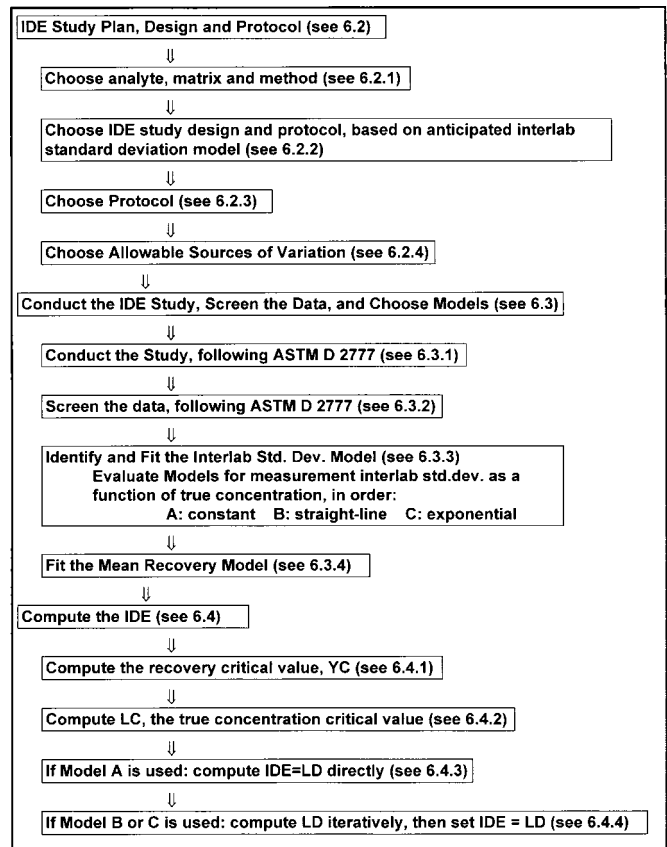 IDE Study Plan, Design and Protocol (see 6.2)
⇓
Choose analyte, matrix and method (see 6.2.1)
⇓
Choose IDE study design and protocol, based on anticipated interlab
standard deviation model (see 6.2.2)
⇓
Choose Protocol (see 6.2.3)
⇓
Choose Allowable Sources of Variation (see 6.2.4)
⇓
Conduct the IDE Study, Screen the Data, and Choose Models (see 6.3)
⇓
Conduct the Study, following ASTM D 2777 (see 6.3.1)
⇓
Screen the data, following ASTM D 2777 (see 6.3.2)
⇓
Identify and Fit the Interlab Std. Dev. Model (see 6.3.3)
Evaluate Models for measurement interlab std.dev. as a
function of true concentration, in order:
A: constant B: straight-line C: exponential
⇓
Fit the Mean Recovery Model (see 6.3.4)
⇓
Compute the IDE (see 6.4)
⇓
Compute the recovery critical value, YC (see 6.4.1)
⇓
Compute LC, the true concentration critical value (see 6.4.2)
⇓
If Model A is used: compute IDE=LD directly (see 6.4.3)
⇓
If Model B or C is used: compute LD iteratively, then set IDE = LD (see 6.4.4)